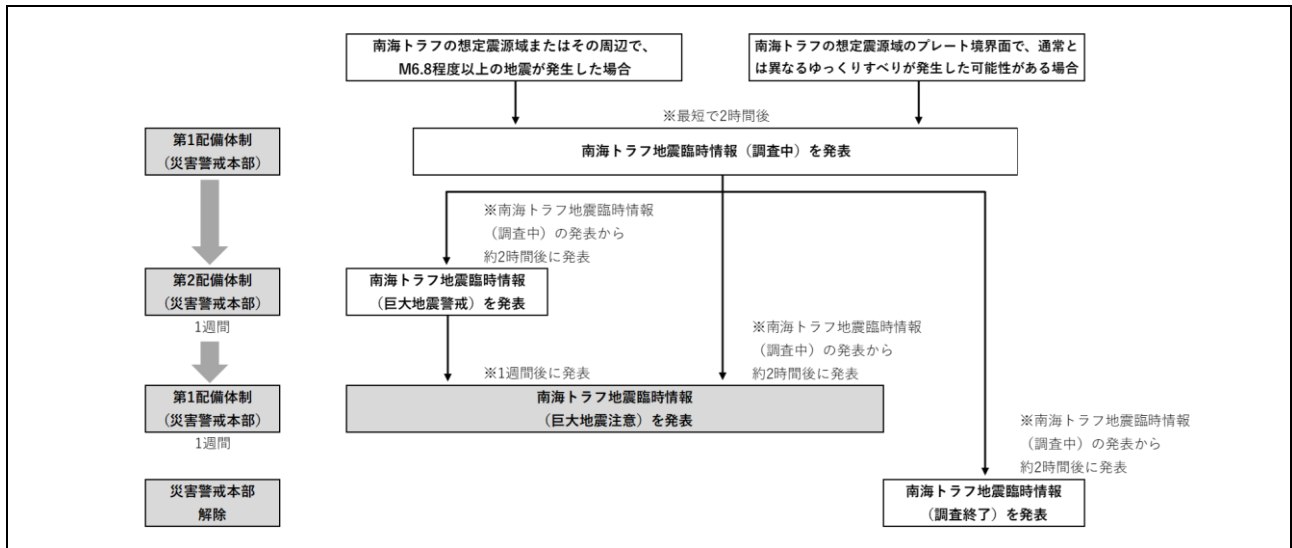 南海トラフの想定震源域またはその周辺で、
M6.8程度以上の地震が発生した場合
南海トラフの想定震源域のプレート境界面で、通常と
は異なるゆっくりすべりが発生した可能性がある場合
※最短で2時間後
第1配備体制
（災害警戒本部）
南海トラフ地震臨時情報（調査中）を発表
※南海トラフ地震臨時情報
（調査中）の発表から
約2時間後に発表
第2配備体制
（災害警戒本部）
1週間
南海トラフ地震臨時情報
（巨大地震警戒）を発表
※南海トラフ地震臨時情報
（調査中）の発表から
約2時間後に発表
※1週間後に発表
第1配備体制
（災害警戒本部）
1週間
南海トラフ地震臨時情報
（巨大地震注意）を発表
※南海トラフ地震臨時情報
（調査中）の発表から
約2時間後に発表
災害警戒本部
解除
南海トラフ地震臨時情報
（調査終了）を発表